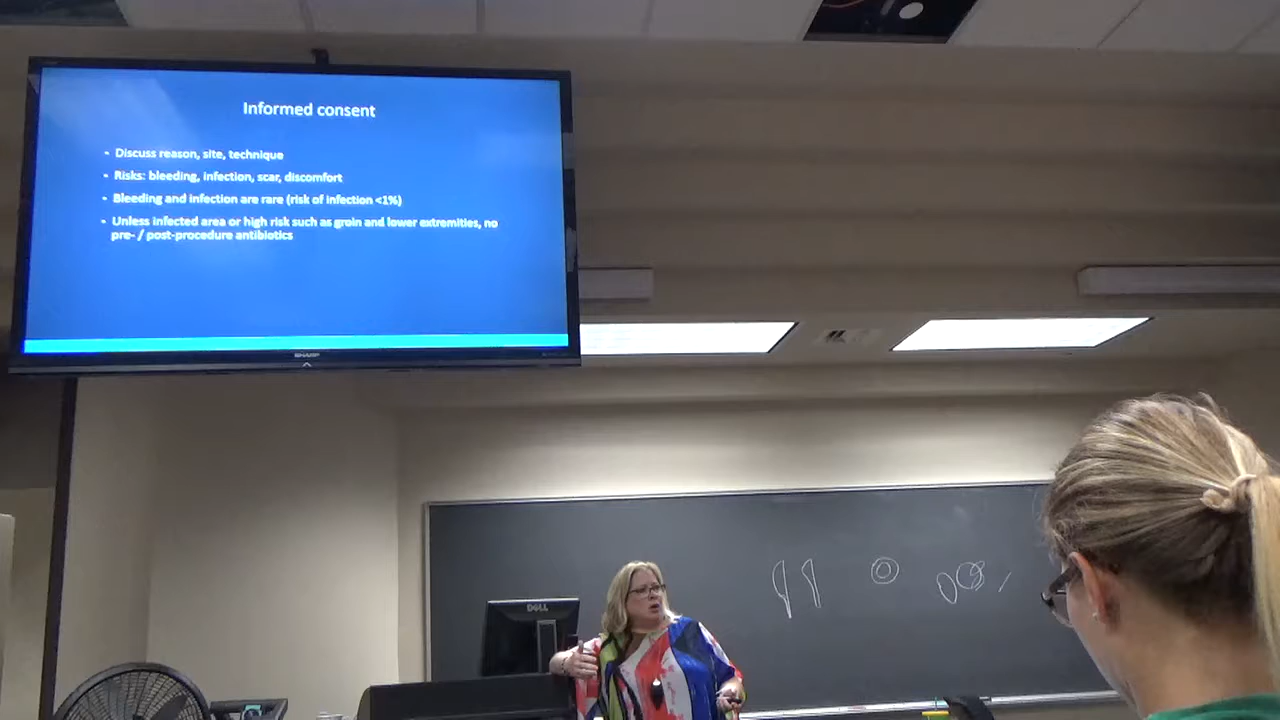 Informed consent
- Discuss reason, site, technique
- Risks: bleeding, infection, scar, discomfort
- Bleeding and infection are rare (risk of infection <1%)
- Unless infected area or high risk such as groin and lower extremities, no
pre- / post-procedure antibiotics
SHARP
DELL